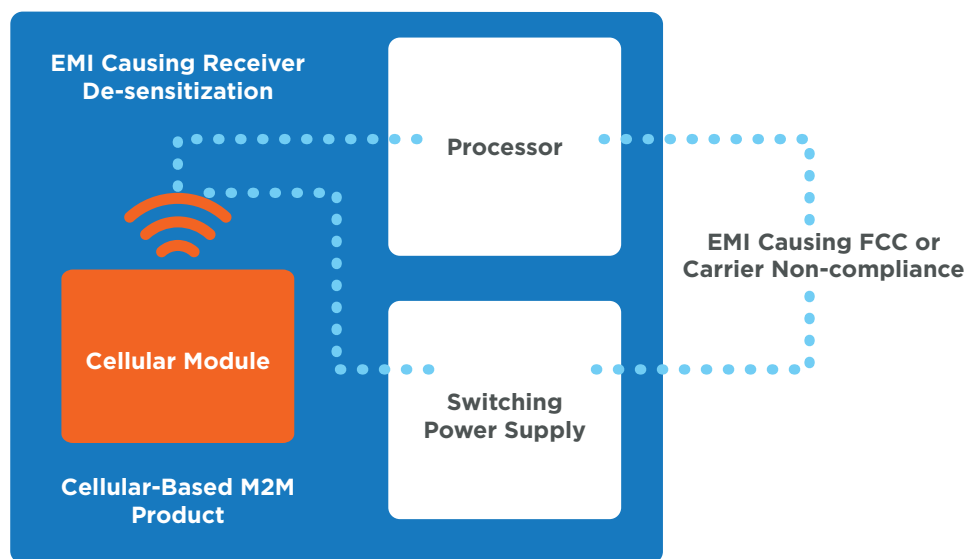 EMI Causing Receiver
De-sensitization
Processor
EMI Causing FCC or
Carrier Non-compliance
Cellular Module
Switching
Power Supply
Cellular-Based M2M
Product